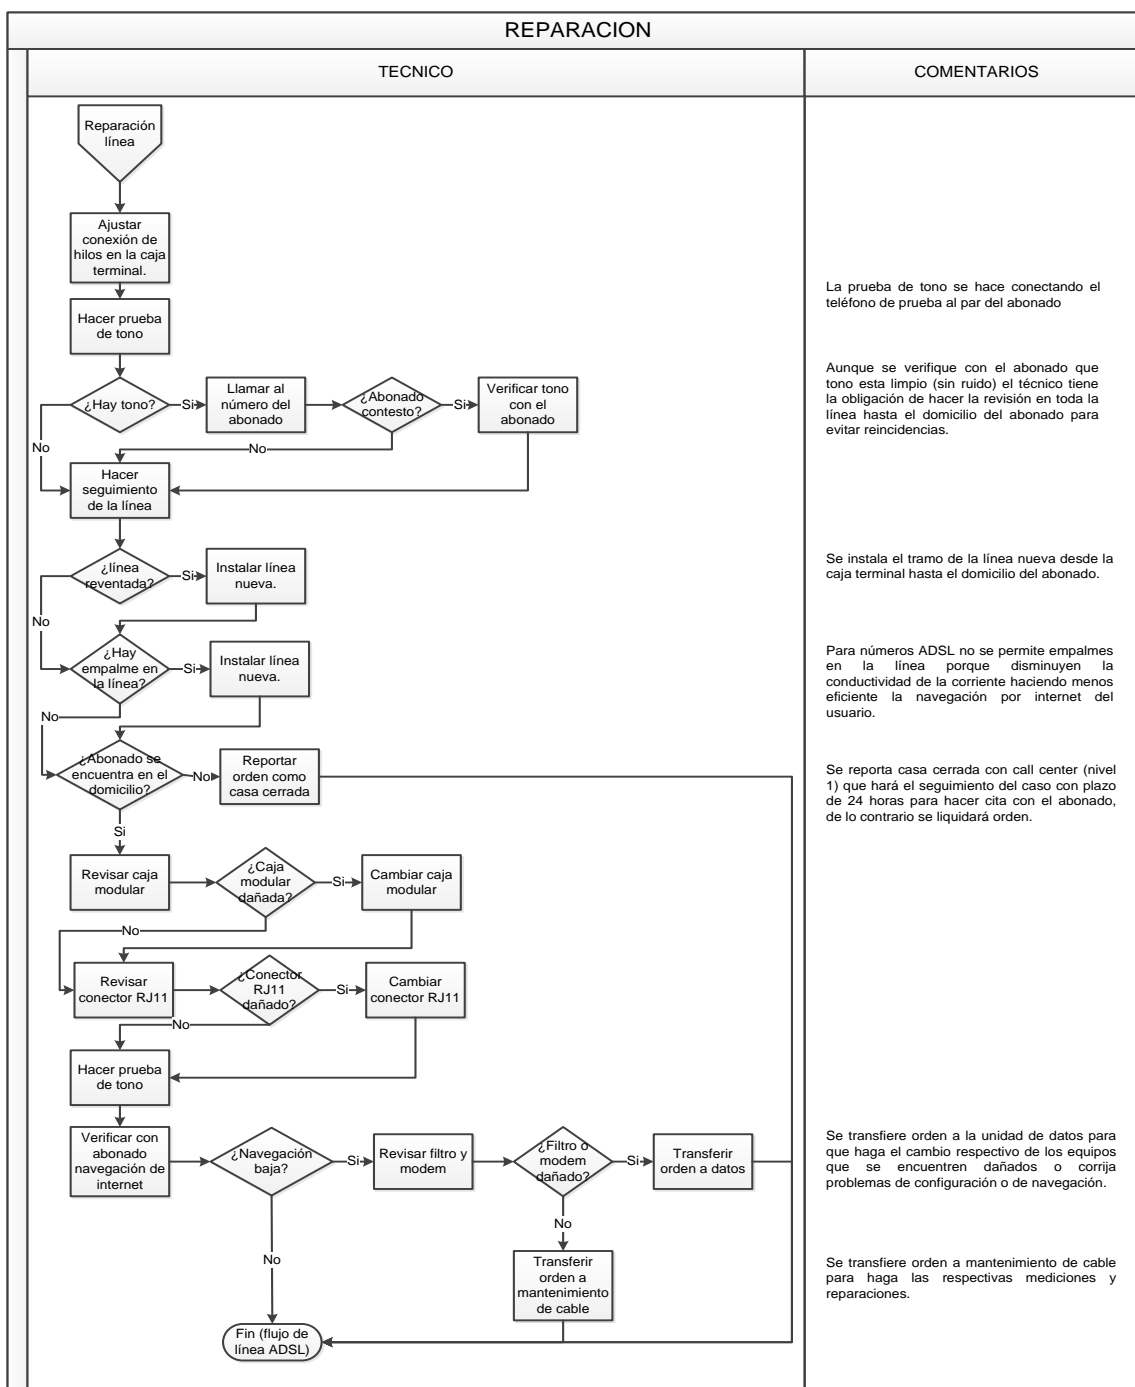 REPARACION
TECNICO
COMENTARIOS
Reparación
línea
Ajustar
conexión de
hilos en la caja
terminal.
La prueba de tono se hace conectando el
teléfono de prueba al par del abonado
Hacer prueba
de tono
Aunque se verifique con el abonado que
tono esta limpio (sin ruido) el técnico tiene
la obligación de hacer la revisión en toda la
línea hasta el domicilio del abonado para
evitar reincidencias.
¿Hay tono?
Si
Llamar al
número del
abonado
¿Abonado
contesto?
Si
Verificar tono
con el
abonado
No
No
Hacer
seguimiento
de la línea
¿línea
reventada?
Si
Instalar línea
nueva.
Se instala el tramo de la línea nueva desde la
caja terminal hasta el domicilio del abonado.
No
¿Hay
empalme en
la línea?
Si
Instalar línea
nueva.
Para números ADSL no se permite empalmes
en la línea porque disminuyen la
conductividad de la corriente haciendo menos
eficiente la navegación por internet del
usuario.
No
¿Abonado se
encuentra en el
domicilio?
No
Reportar
orden como
casa cerrada
Se reporta casa cerrada con call center (nivel
1) que hará el seguimiento del caso con plazo
de 24 horas para hacer cita con el abonado,
de lo contrario se liquidará orden.
Si
Revisar caja
modular
¿Caja
modular
dañada?
Si
Cambiar caja
modular
No
Revisar
conector RJ11
¿Conector
RJ11
dañado?
Si
Cambiar
conector RJ11
No
Hacer prueba
de tono
Verificar con
abonado
navegación de
internet
¿Navegación
baja?
Si
Revisar filtro y
modem
¿Filtro o
modem
dañado?
Si
Transferir
orden a datos
Se transfiere orden a la unidad de datos para
que haga el cambio respectivo de los equipos
que se encuentren dañados o corrija
problemas de configuración o de navegación.
No
No
Transferir
orden a
mantenimiento
de cable
Se transfiere orden a mantenimiento de cable
para haga las respectivas mediciones y
reparaciones.
Fin (flujo de
línea ADSL)